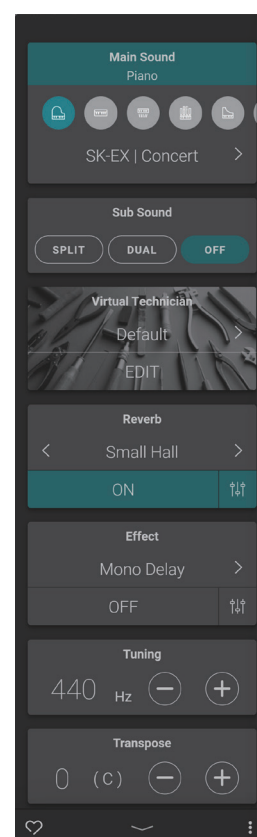 Main Sound
Piano
SK-EX | Concert
Sub Sound
SPLIT DUAL OFF
Virtual Technician
Default
EDIT
Reverb
Small Hall
ON
Effect
Mono Delay
OFF
Tuning
440 Hz
Transpose
0 (C)